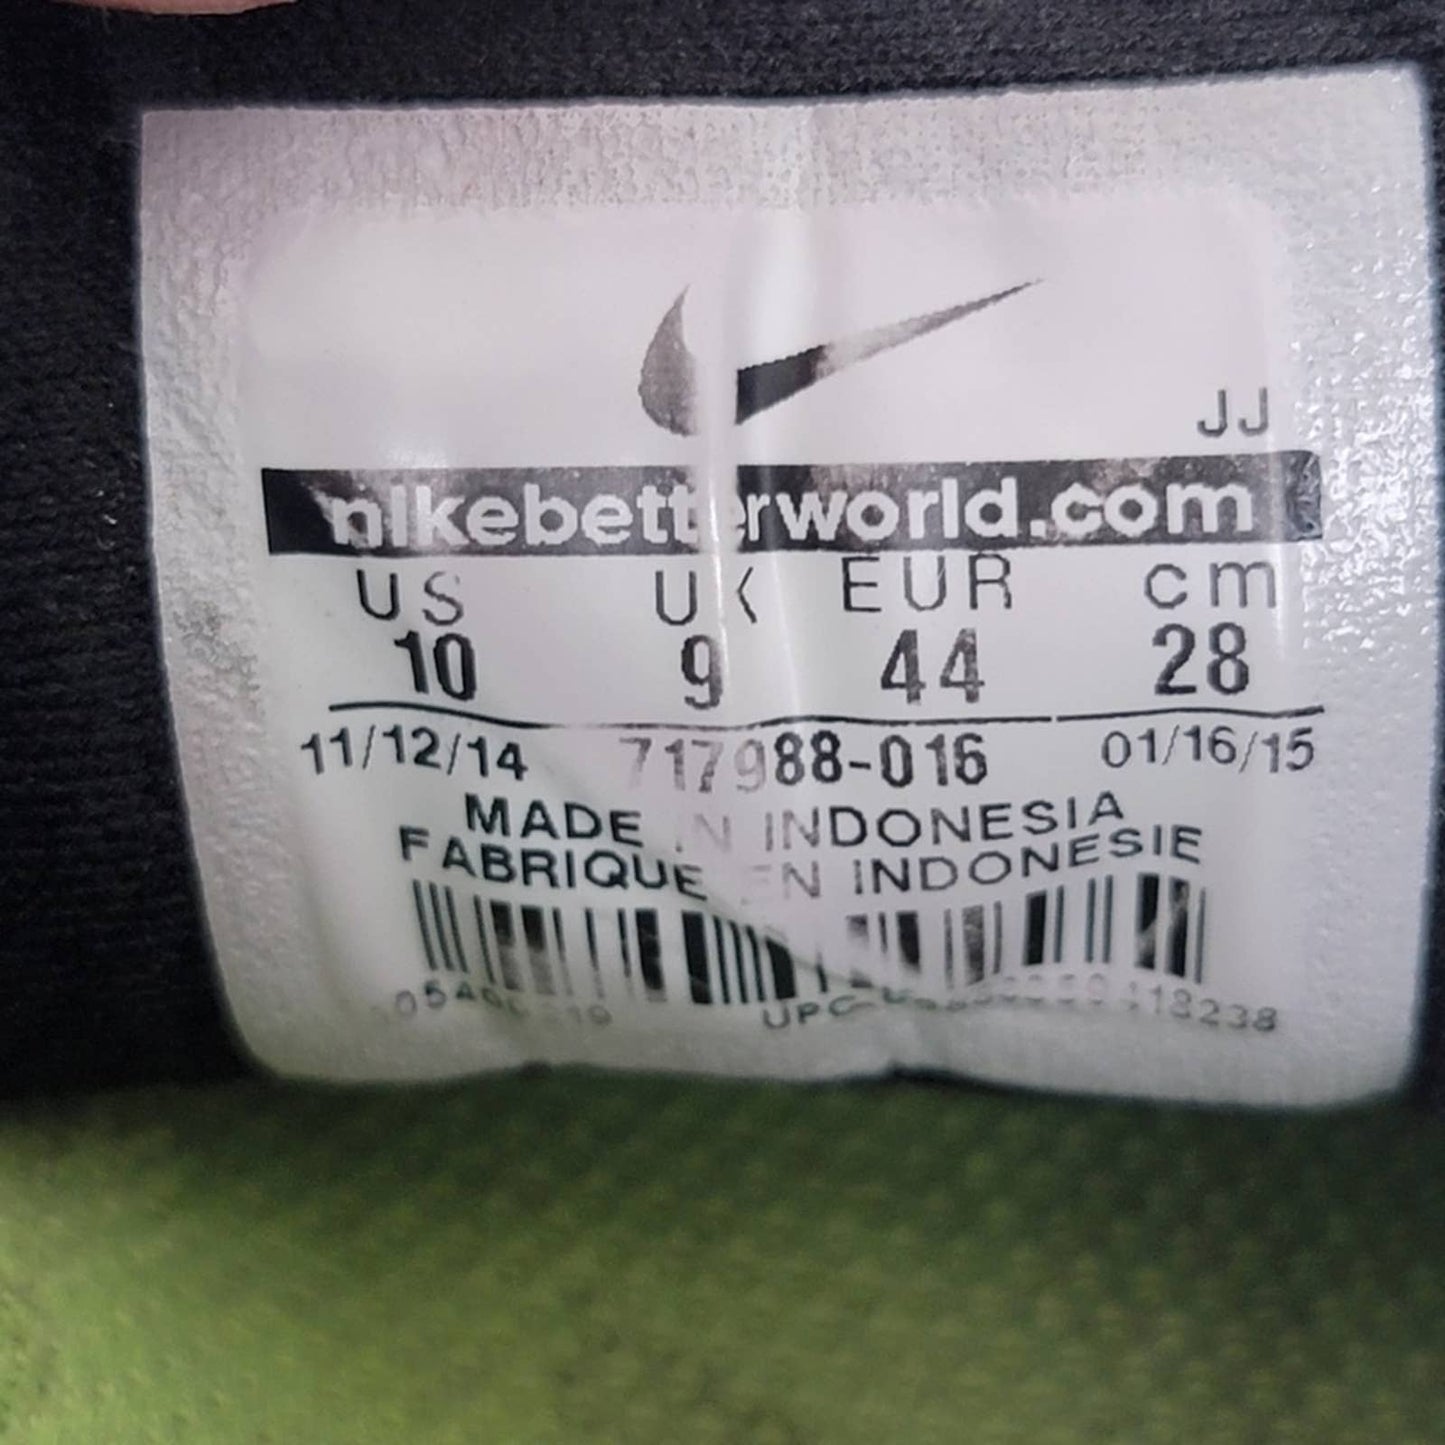 JJ
nikebetterworld.com
US UK EUR cm
10 9 44 28
11/12/14 717988-016 01/16/15
MADE IN INDONESIA
FABRIQUE EN INDONESIE